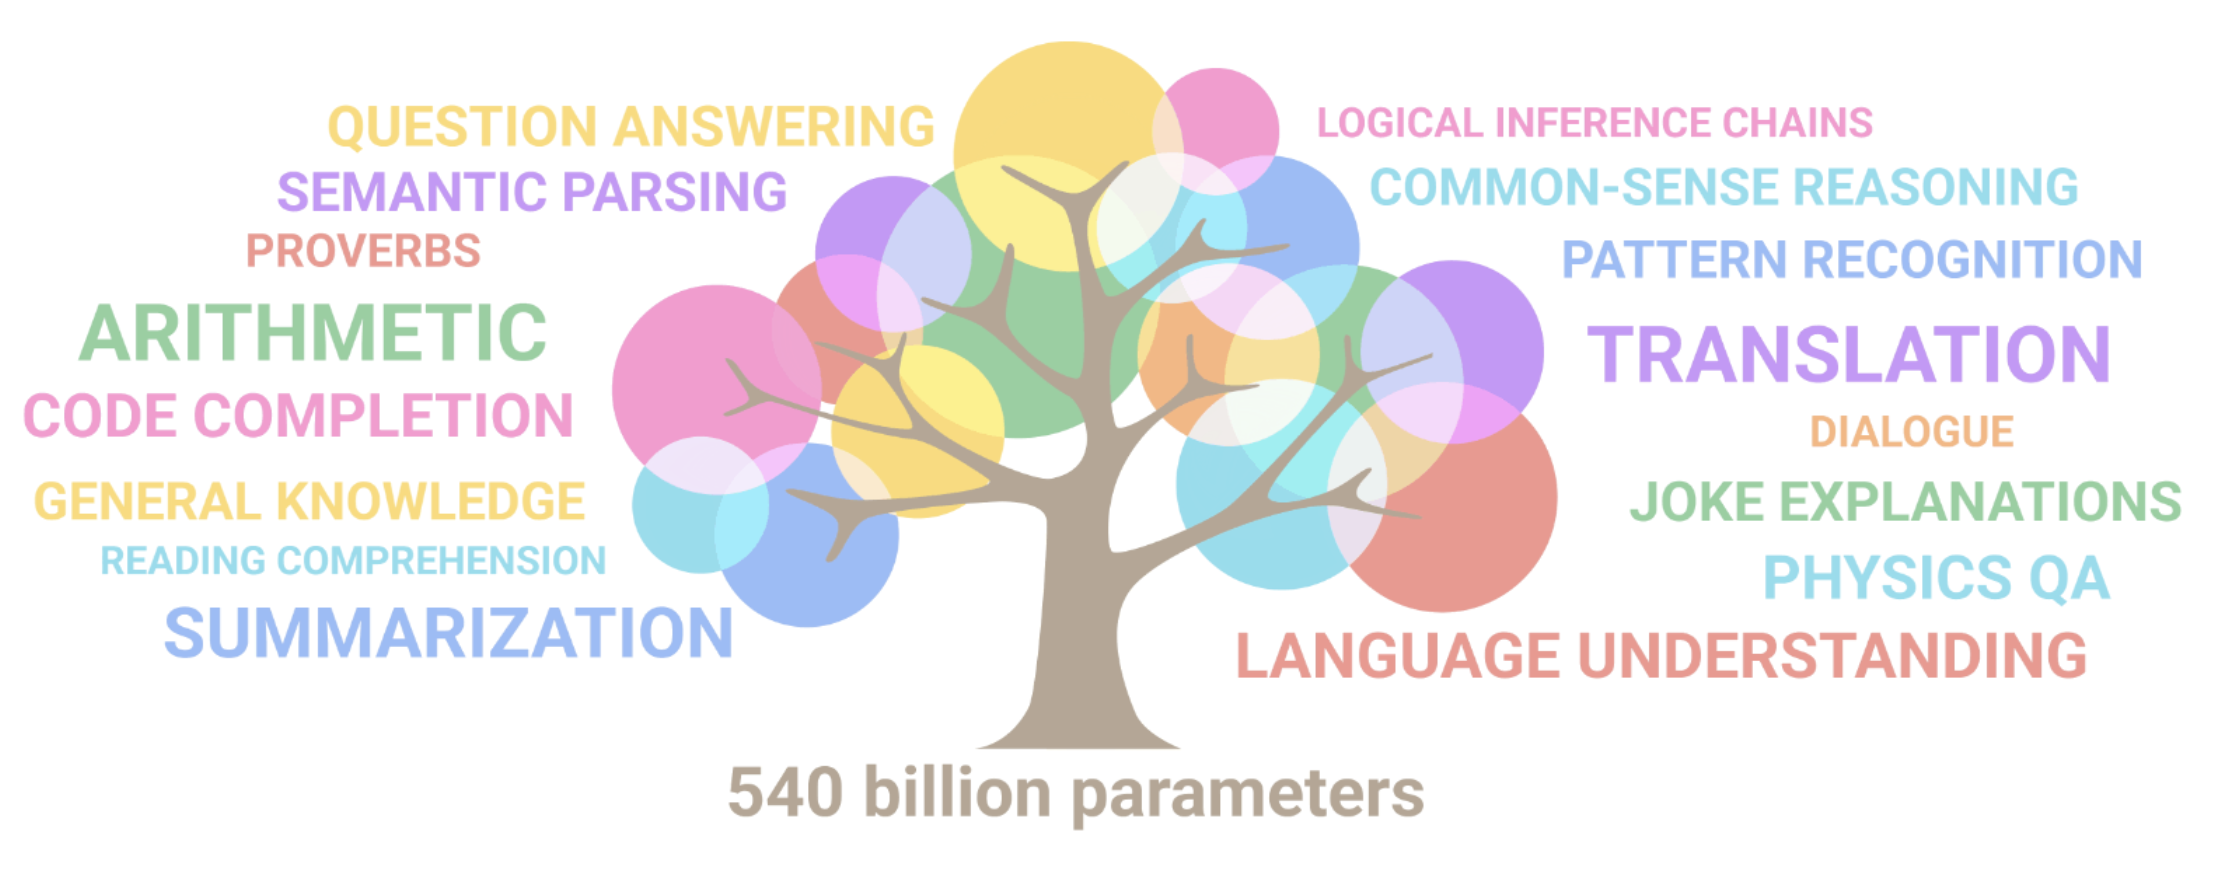 QUESTION ANSWERING
SEMANTIC PARSING
PROVERBS
ARITHMETIC
CODE COMPLETION
GENERAL KNOWLEDGE
READING COMPREHENSION
SUMMARIZATION
LOGICAL INFERENCE CHAINS
COMMON-SENSE REASONING
PATTERN RECOGNITION
TRANSLATION
DIALOGUE
JOKE EXPLANATIONS
PHYSICS QA
LANGUAGE UNDERSTANDING
540 billion parameters